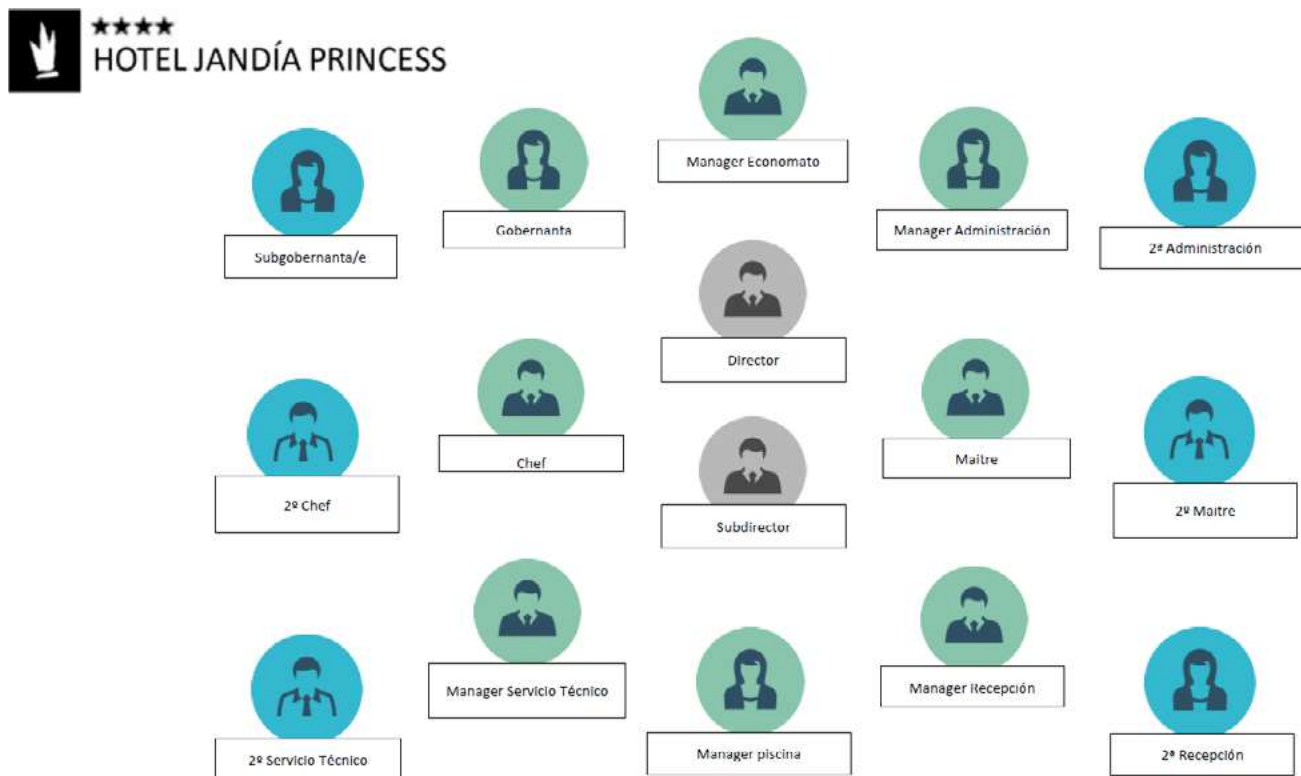 ★★★★
HOTEL JANDÍA PRINCESS
Manager Economato
Gobernanta
Manager Administración
Subgobernanta/e
2ª Administración
Director
Chef
Maitre
2º Chef
2º Maitre
Subdirector
Manager Servicio Técnico
Manager Recepción
2º Servicio Técnico
Manager piscina
2ª Recepción